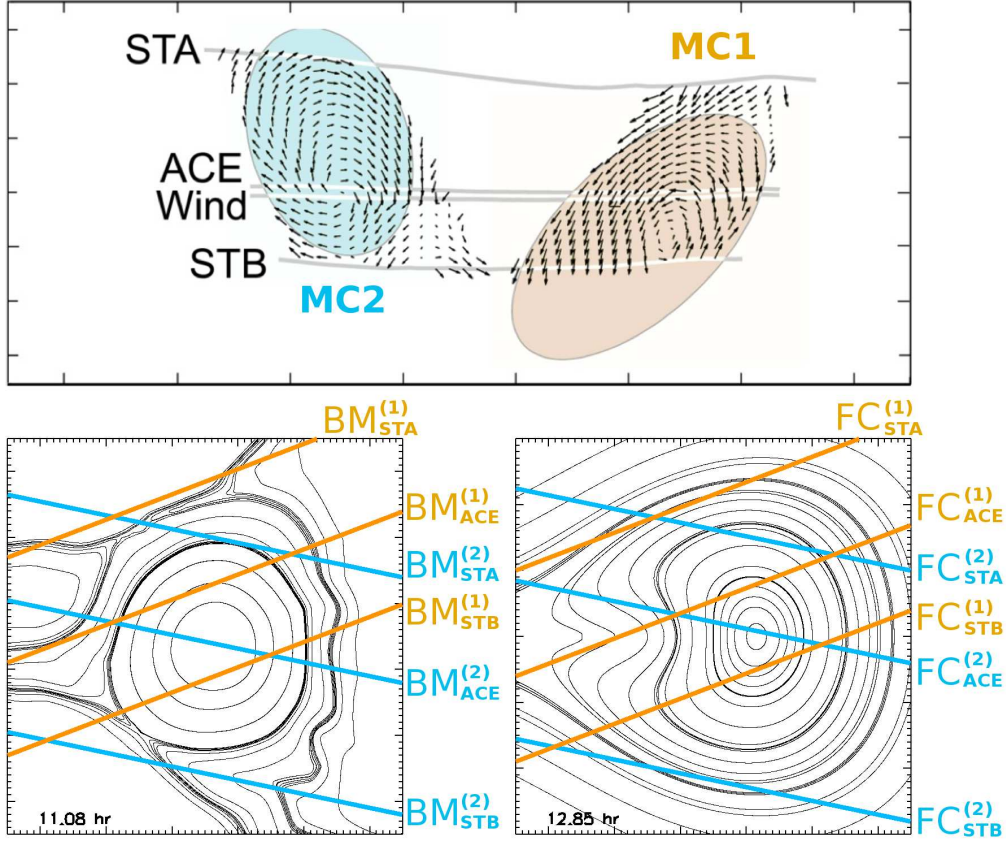 STA
MC1
ACE
Wind
STB
MC2
BM(1)STA
FC(1)STA
BM(1)ACE
BM(2)STA
BM(1)STB
BM(2)ACE
BM(2)STB
FC(1)ACE
FC(2)STA
FC(1)STB
FC(2)ACE
FC(2)STB
11.08 hr
12.85 hr